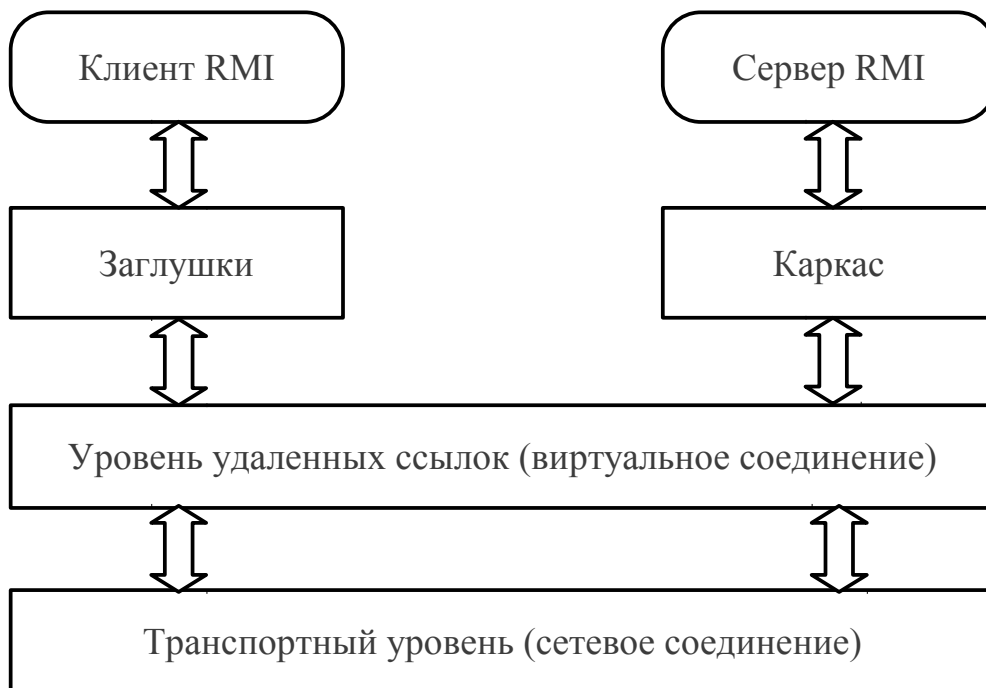 Клиент RMI
Сервер RMI
Заглушки
Каркас
Уровень удаленных ссылок (виртуальное соединение)
Транспортный уровень (сетевое соединение)